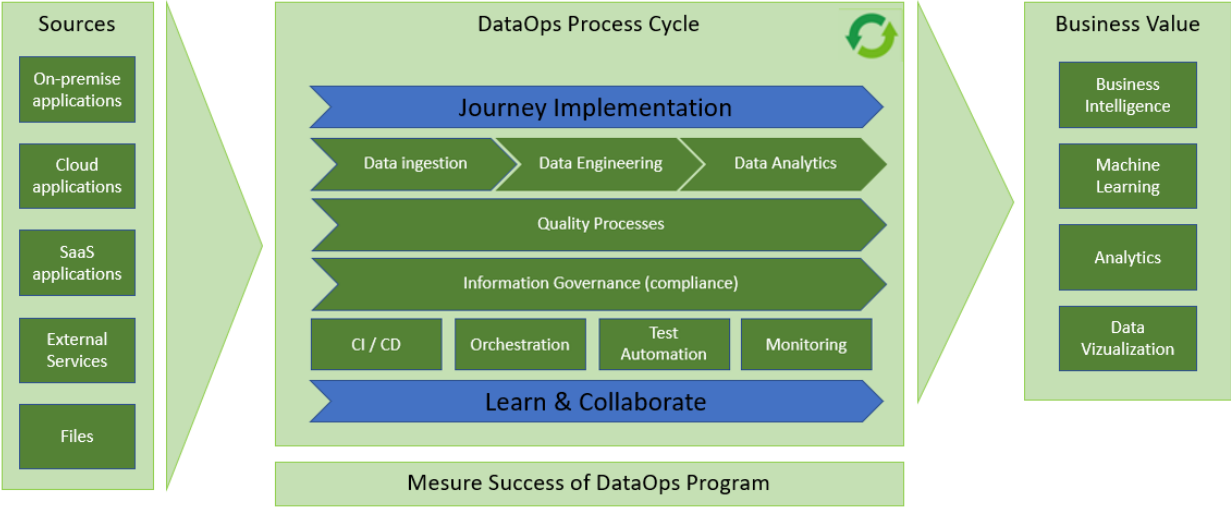 Sources
On-premise
applications
Cloud
applications
SaaS
applications
External
Services
Files
DataOps Process Cycle
Journey Implementation
Data ingestion
Data Engineering
Data Analytics
Quality Processes
Information Governance (compliance)
CI / CD
Orchestration
Test
Automation
Monitoring
Learn & Collaborate
Mesure Success of DataOps Program
Business Value
Business
Intelligence
Machine
Learning
Analytics
Data
Vizualization